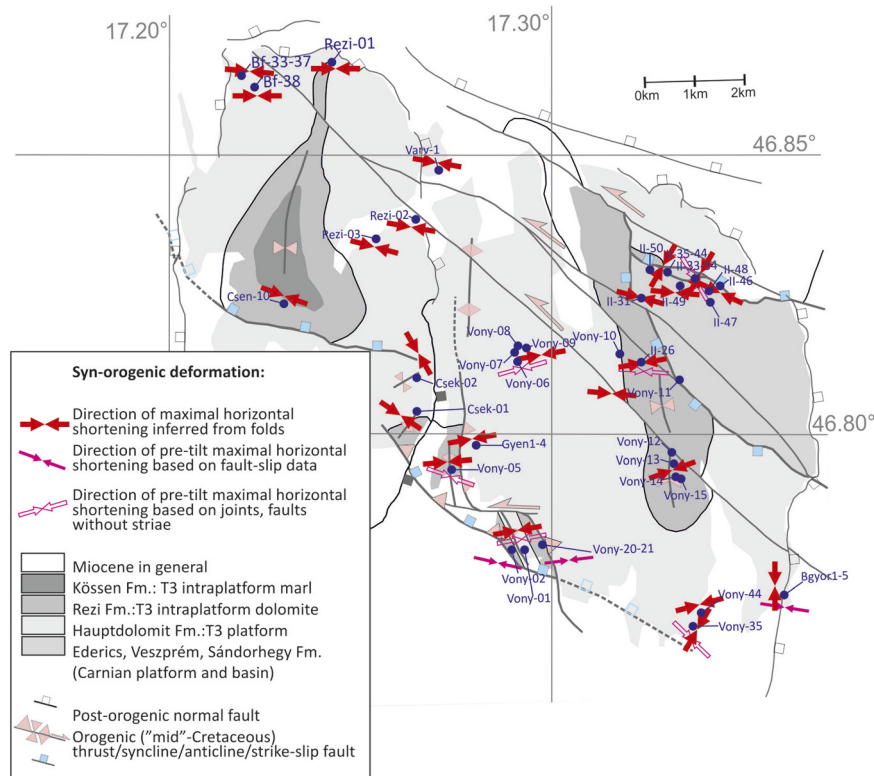 17.20°
17.30°
Rezi-01
Bf-33-37
Bf-38
0km 1km 2km
46.85°
Vary-1
Rezi-02
Rezi-03
II-50
35-44
II-48
II-46
II-31
II-49
II-47
Csen-10
Vony-08
Vony-09
Vony-10
Vony-07
Vony-06
II-26
Vony-11
Csek-02
Csek-01
46.80°
Gyen1-4
Vony-05
Vony-12
Vony-13
Vony-14
Vony-15
Vony-20-21
Vony-02
Vony-01
Vony-44
Vony-35
Bgyor1-5
Syn-orogenic deformation:
Direction of maximal horizontal
shortening inferred from folds
Direction of pre-tilt maximal horizontal
shortening based on fault-slip data
Direction of pre-tilt maximal horizontal
shortening based on joints, faults
without striae
Miocene in general
Kössen Fm.: T3 intraplatform marl
Rezi Fm.:T3 intraplatform dolomite
Hauptdolomit Fm.:T3 platform
Ederics, Veszprém, Sándorhegy Fm.
(Carnian platform and basin)
Post-orogenic normal fault
Orogenic ("mid"-Cretaceous)
thrust/syncline/anticline/strike-slip fault